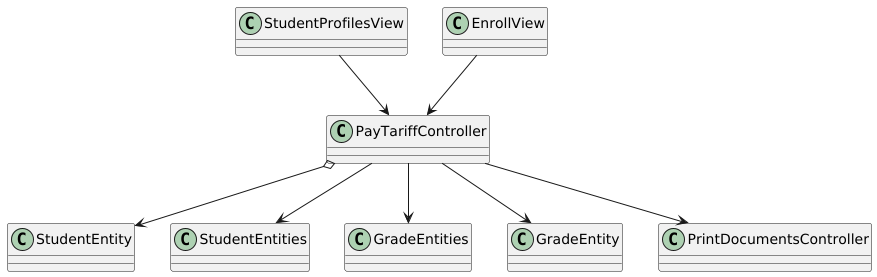 C StudentProfilesView
C EnrollView
C PayTariffController
C StudentEntity
C StudentEntities
C GradeEntities
C GradeEntity
C PrintDocumentsController